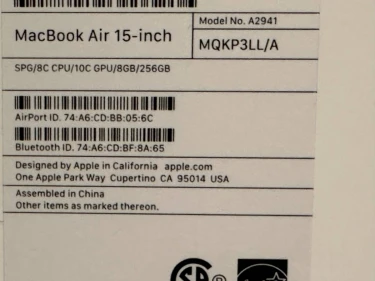 Model No. A2941
MacBook Air 15-inch
MQKP3LL/A
SPG/8C CPU/10C GPU/8GB/256GB
AirPort ID. 74:A6:CD:BB:05:6C
Bluetooth ID. 74:A6:CD:BF:8A:65
Designed by Apple in California apple.com
One Apple Park Way Cupertino CA 95014 USA
Assembled in China
Other items as marked thereon.